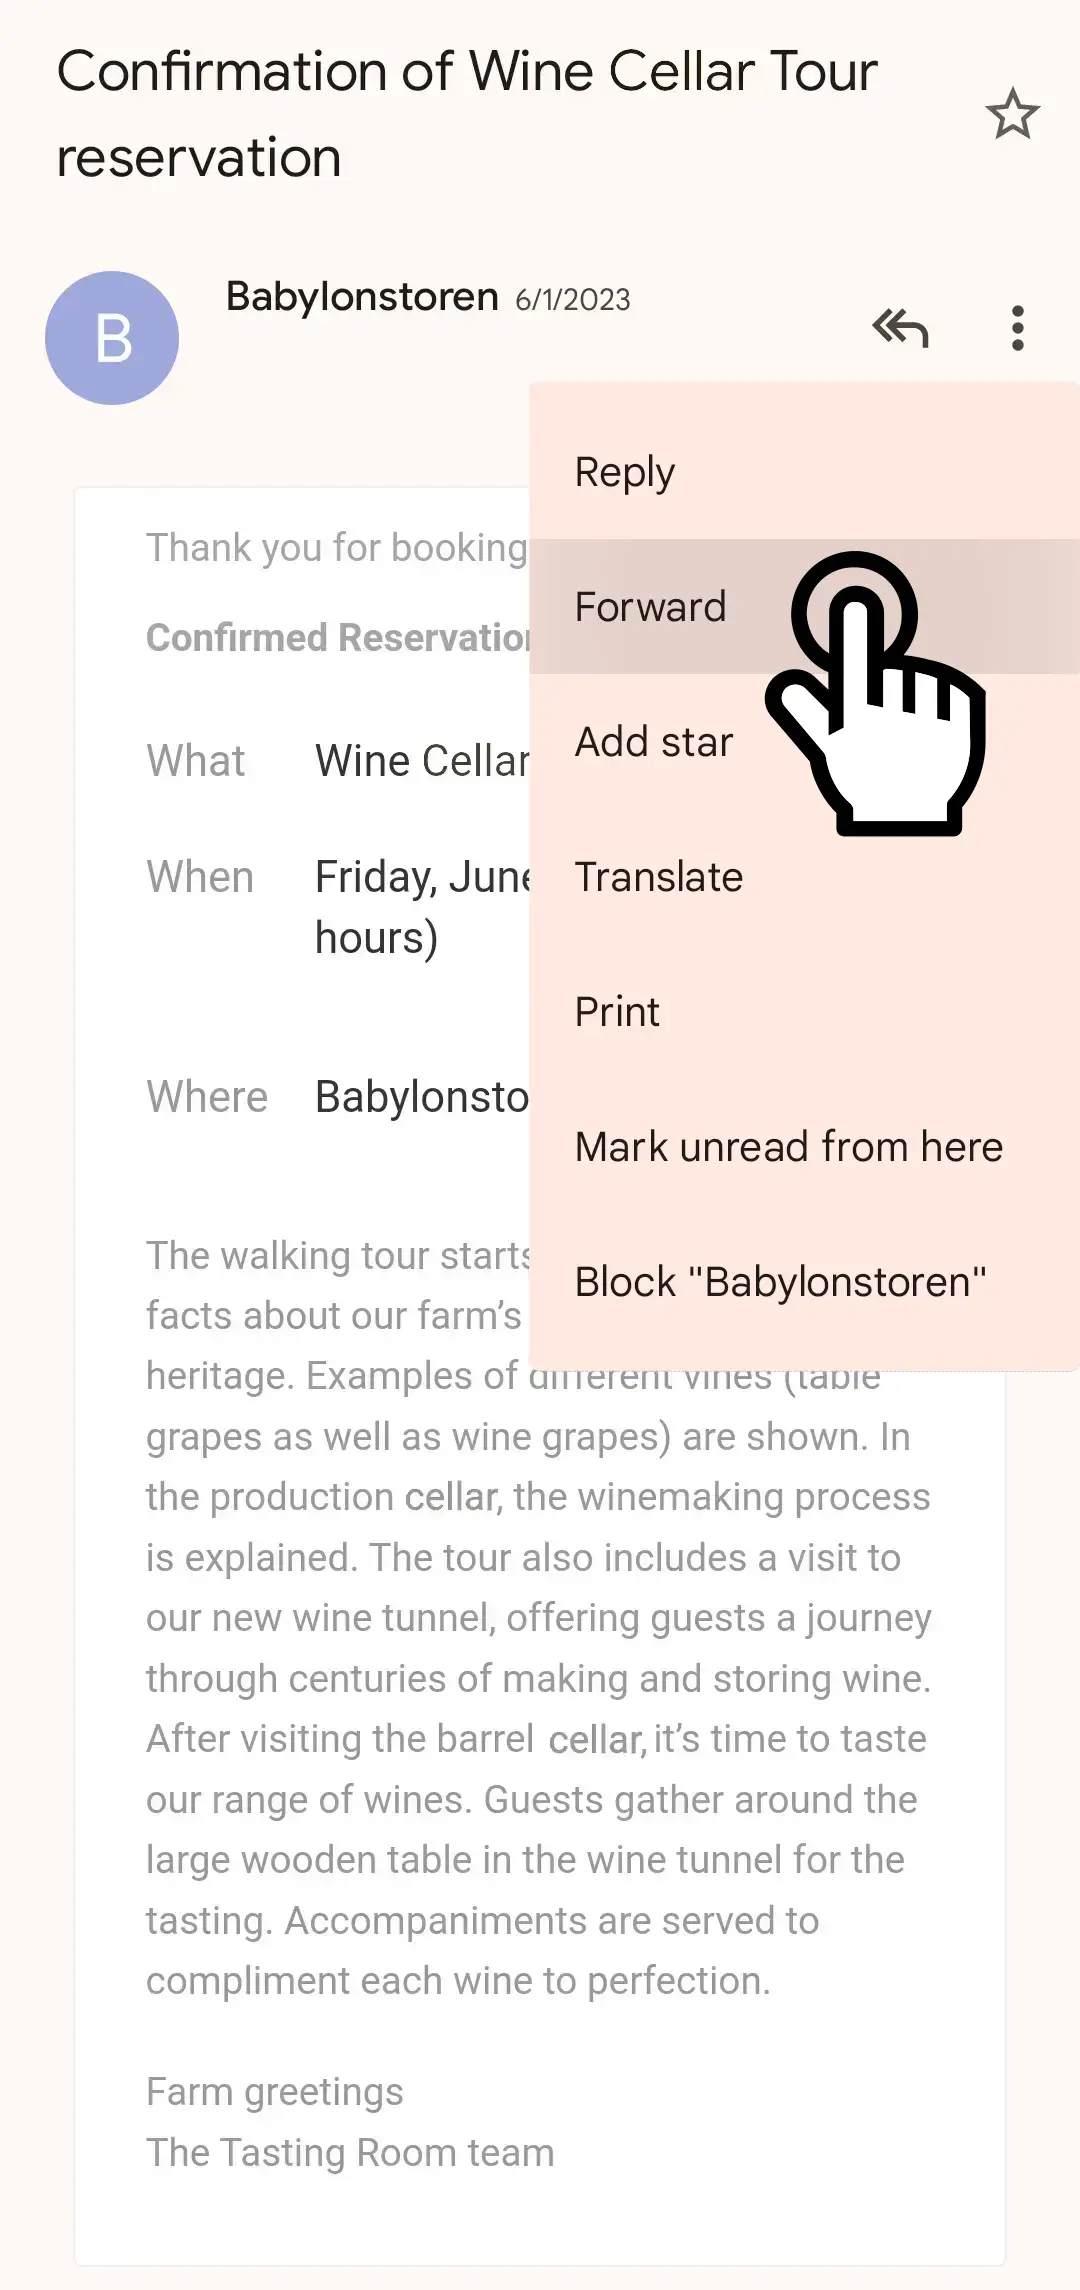 Confirmation of Wine Cellar Tour
reservation
B
Babylonstoren 6/1/2023
Reply
Forward
Add star
Translate
Print
Mark unread from here
Block "Babylonstoren"
Thank you for booking
Confirmed
What Wine Cellar
When Friday,
hours)
Where
The walking tour
facts about our farm’s
heritage. Examples of different vines (table
grapes as well as wine grapes) are shown. In
the production cellar, the winemaking process
is explained. The tour also includes a visit to
our new wine tunnel, offering guests a journey
through centuries of making and storing wine.
After visiting the barrel cellar, it’s time to taste
our range of wines. Guests gather around the
large wooden table in the wine tunnel for the
tasting. Accompaniments are served to
compliment each wine to perfection.
Farm greetings
The Tasting Room team